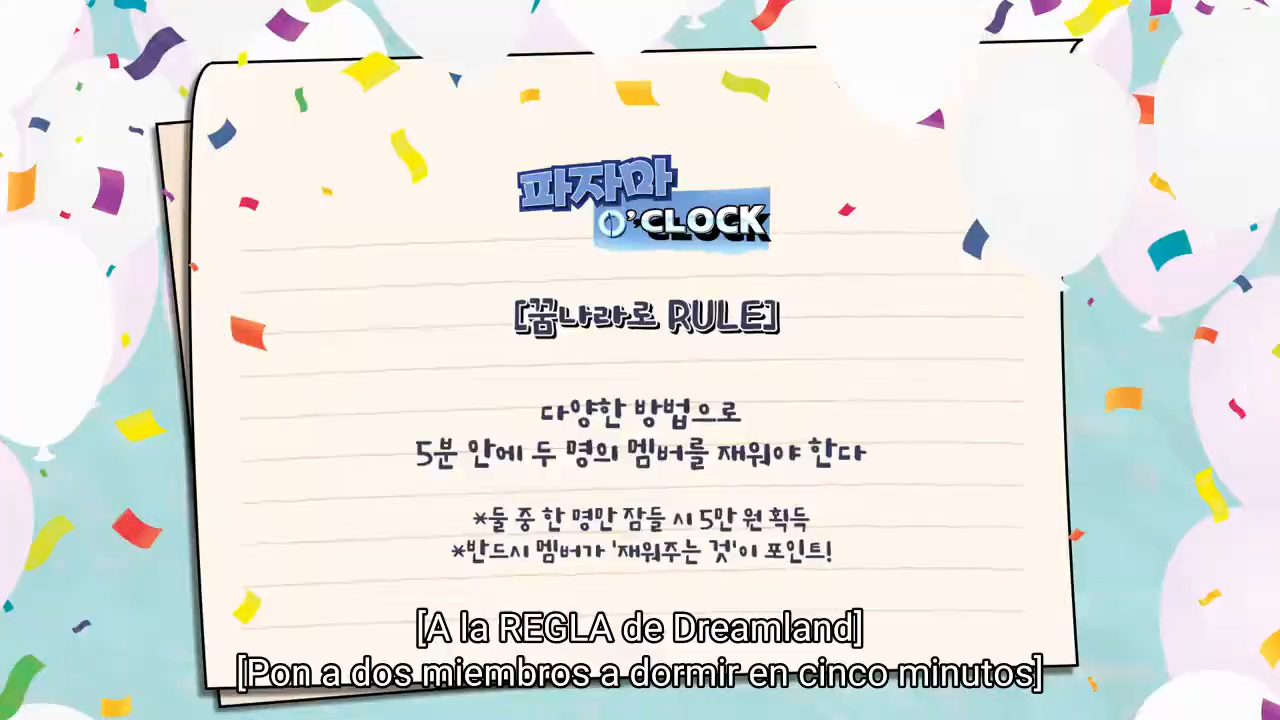 파자마
O'CLOCK
[꿈나라로 RULE]
다양한 방법으로
5분 안에 두 명의 멤버를 재워야 한다
*둘 중 한 명만 잠들 시 5만 원 획득
*반드시 멤버가 '재워주는 것'이 포인트!
[A la REGLA de Dreamland]
[Pon a dos miembros a dormir en cinco minutos]